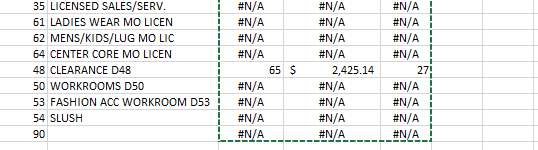 35 LICENSED SALES/SERV. #N/A #N/A #N/A
61 LADIES WEAR MO LICEN #N/A #N/A #N/A
62 MENS/KIDS/LUG MO LIC #N/A #N/A #N/A
64 CENTER CORE MO LICEN #N/A #N/A #N/A
48 CLEARANCE D48 65 $ 2,425.14 27
50 WORKROOMS D50 #N/A #N/A #N/A
53 FASHION ACC WORKROOM D53 #N/A #N/A #N/A
54 SLUSH #N/A #N/A #N/A
90 #N/A #N/A #N/A